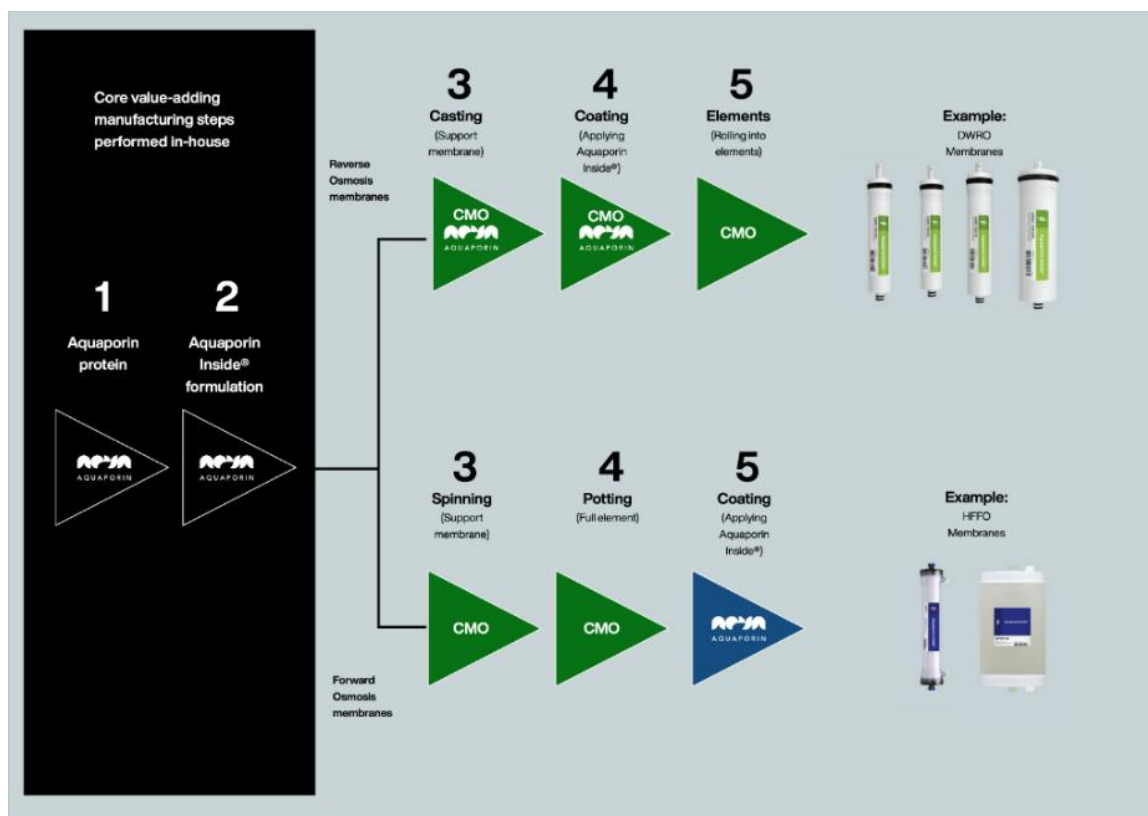 Core value-adding
manufacturing steps
performed in-house
1
Aquaporin
protein
AQUAPORIN
2
Aquaporin
Inside®
formulation
AQUAPORIN
Reverse
Osmosis
membranes
3
Casting
(Support
membrane)
CMO
AQUAPORIN
4
Coating
(Applying
Aquaporin
Inside®)
CMO
AQUAPORIN
5
Elements
(Rolling into
elements)
CMO
Example:
DWRO
Membranes
Forward
Osmosis
membranes
3
Spinning
(Support
membrane)
CMO
4
Potting
(Full element)
CMO
5
Coating
(Applying
Aquaporin
Inside®)
AQUAPORIN
Example:
HFFO
Membranes